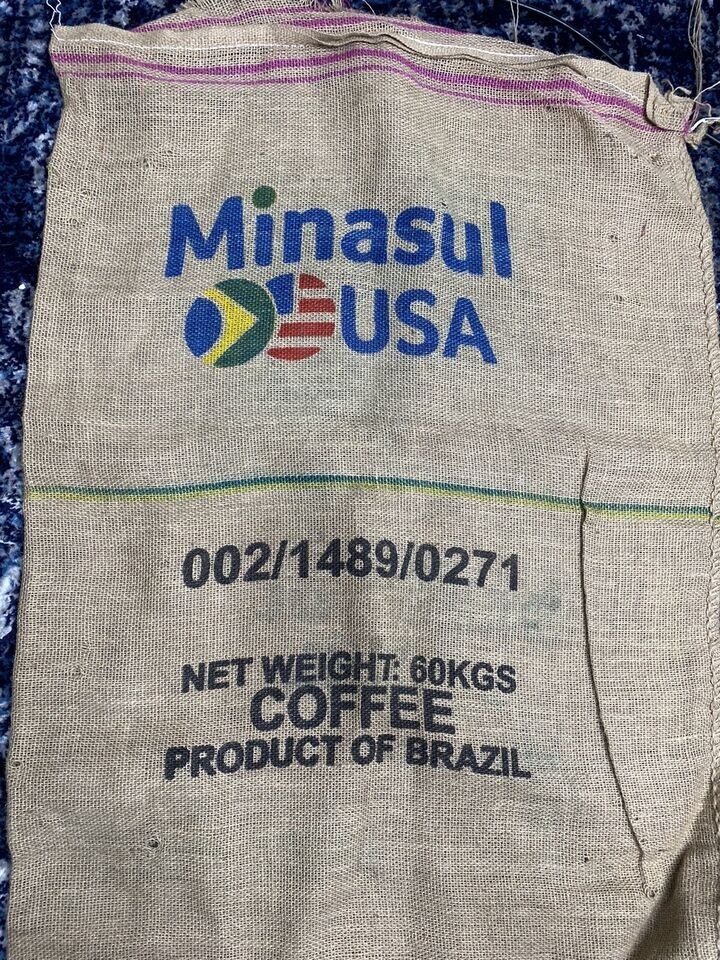 Minasul
USA
002/1489/0271
NET WEIGHT: 60KGS
COFFEE
PRODUCT OF BRAZIL